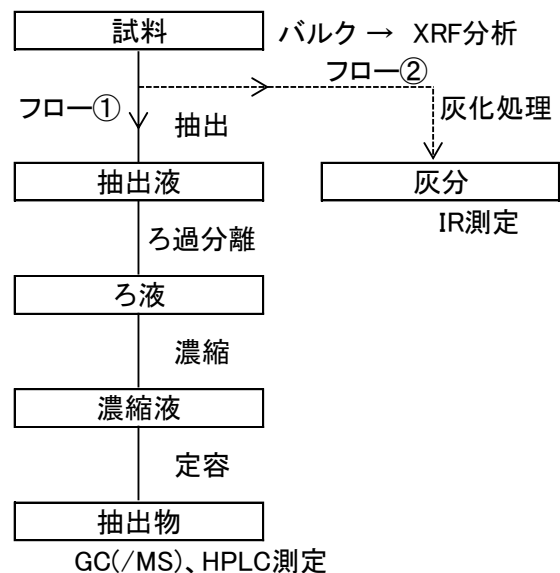 試料
バルク → XRF分析
フロー②
フロー①
抽出
灰化処理
抽出液
灰分
IR測定
ろ過分離
ろ液
濃縮
濃縮液
定容
抽出物
GC(/MS)、HPLC測定